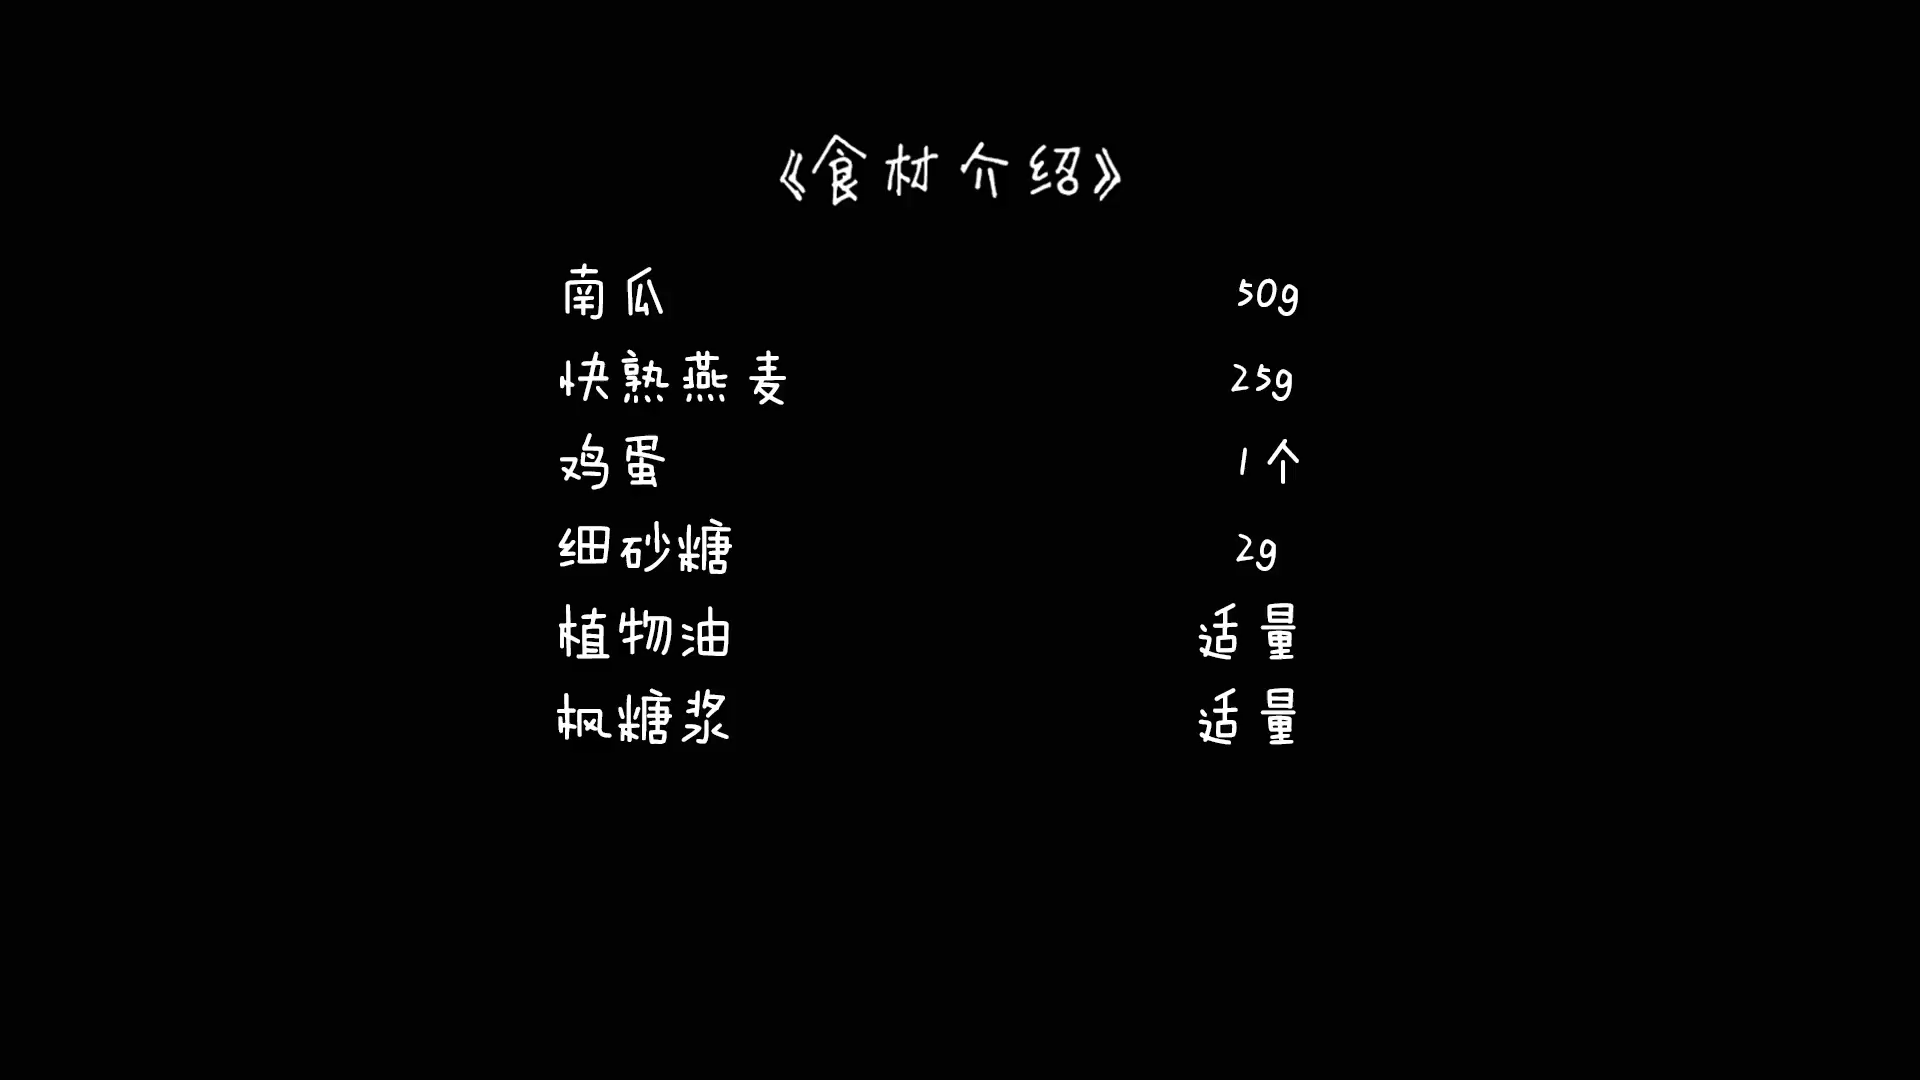 《食材介绍》
南瓜 50g
快熟燕麦 25g
鸡蛋 1个
细砂糖 2g
植物油 适量
枫糖浆 适量